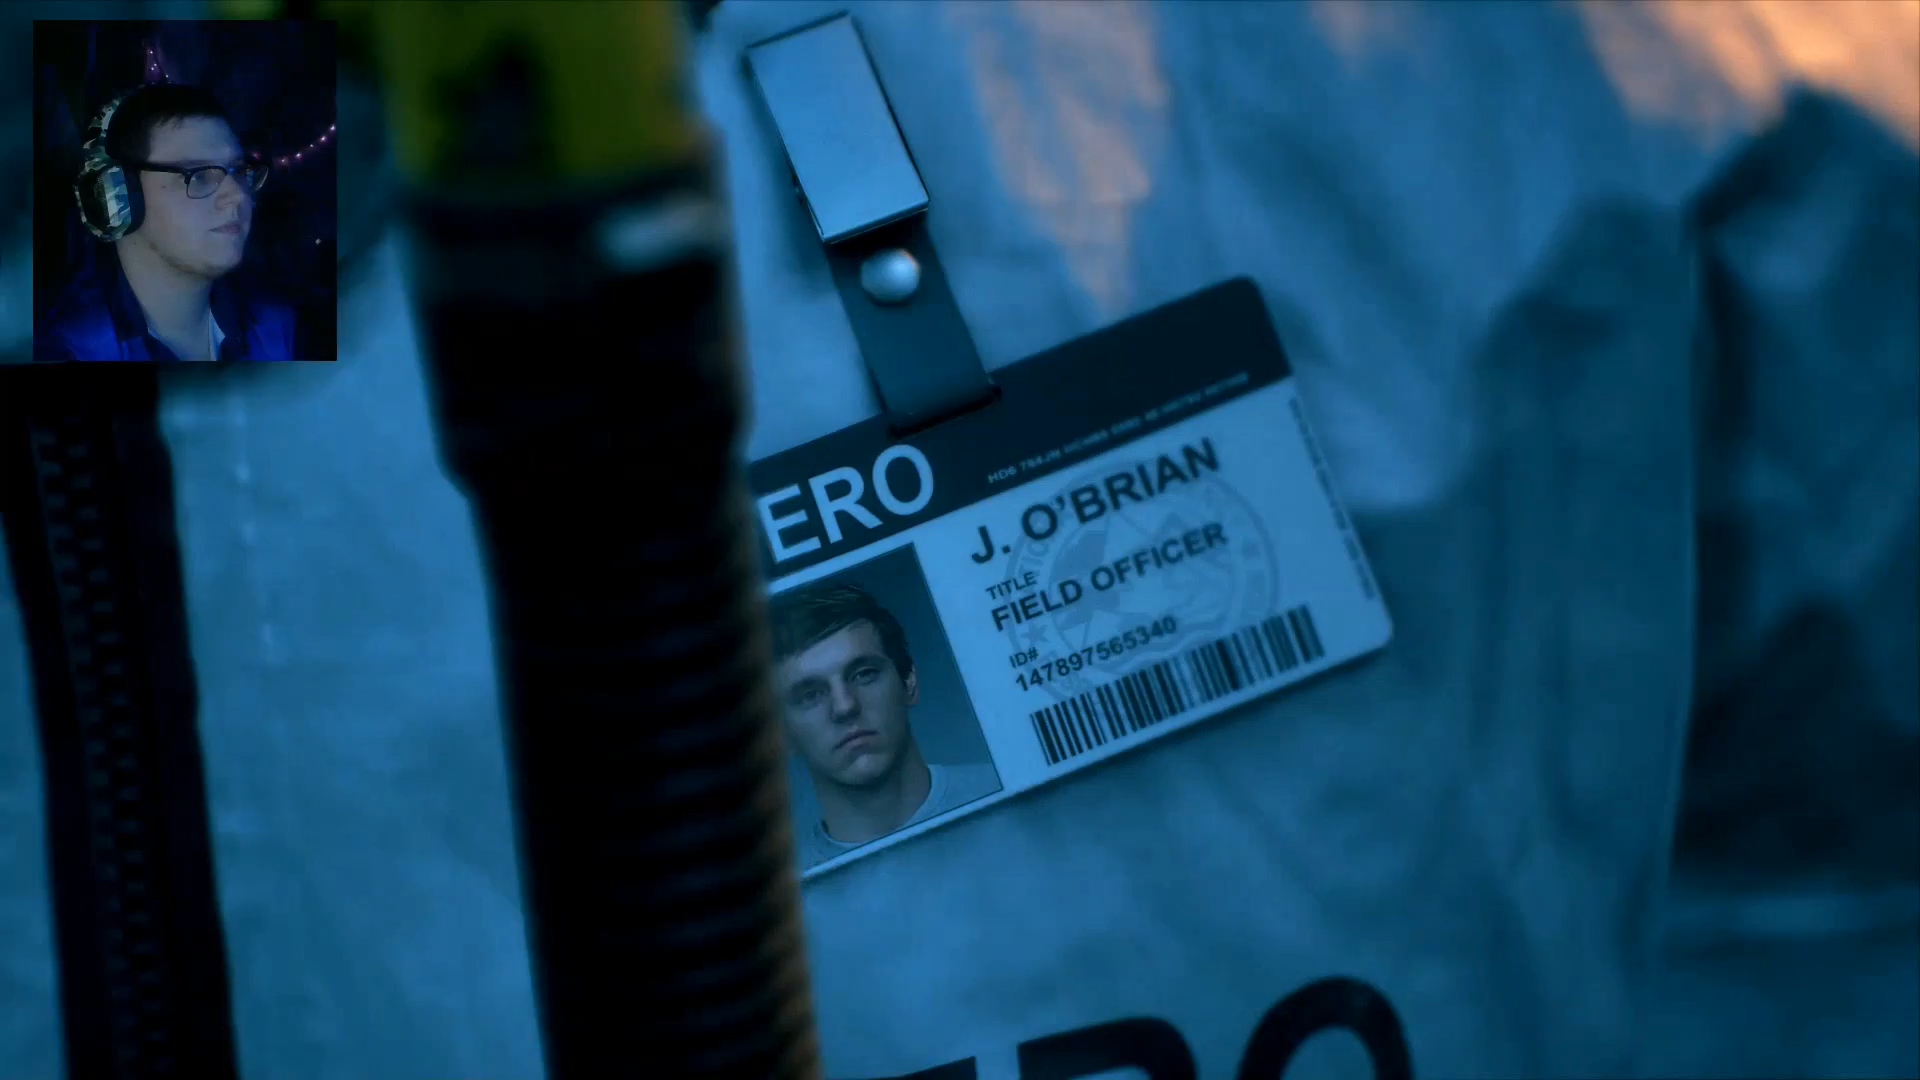 ERO
J. O'BRIAN
TITLE
FIELD OFFICER
ID#
147897565340
ERO